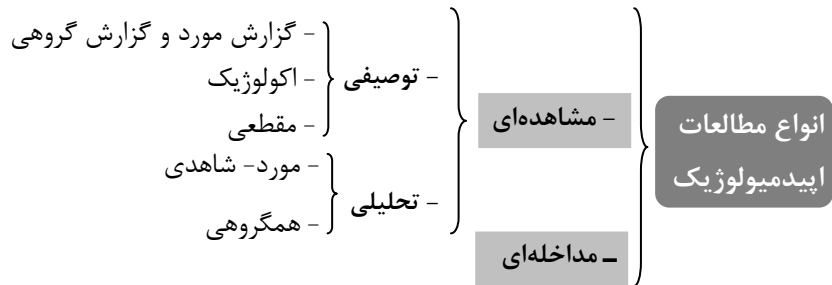 انواع مطالعات
اپیدمیولوژیک
- مشاهده‌ای
- توصیفی
- گزارش مورد و گزارش گروهی
- اکولوژیک
- مقطعی
- تحلیلی
- مورد- شاهدی
- همگروهی
ـ مداخله‌ای